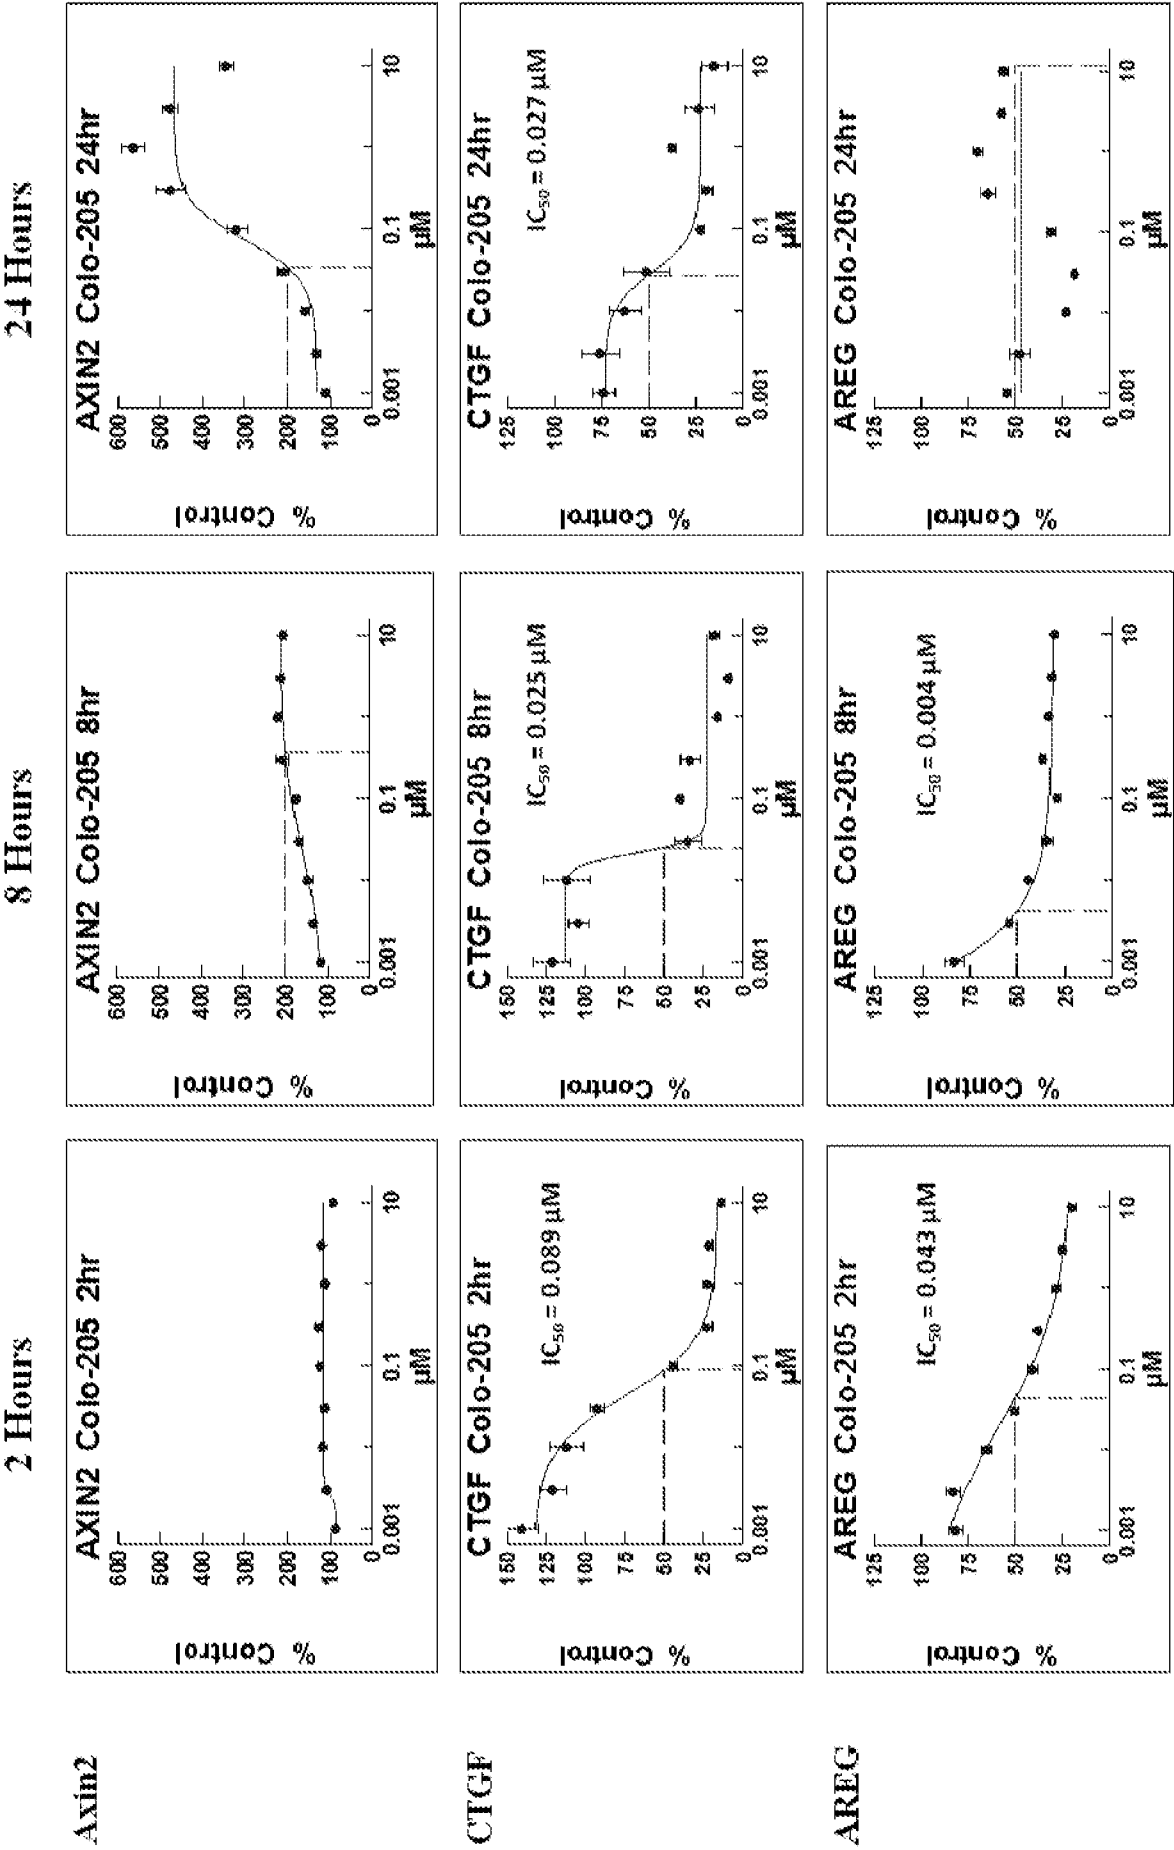 2 Hours
8 Hours
24 Hours
Axin2
AXIN2 Colo-205 2hr
% Control
600
500
400
300
200
100
0
0.001
0.1
10
µM
AXIN2 Colo-205 8hr
% Control
600
500
400
300
200
100
0
0.001
0.1
10
µM
AXIN2 Colo-205 24hr
% Control
600
500
400
300
200
100
0
0.001
0.1
10
µM
CTGF
CTGF Colo-205 2hr
IC50 = 0.089 µM
% Control
150
125
100
75
50
25
0
0.001
0.1
10
µM
CTGF Colo-205 8hr
IC50 = 0.025 µM
% Control
150
125
100
75
50
25
0
0.001
0.1
10
µM
CTGF Colo-205 24hr
IC50 = 0.027 µM
% Control
125
100
75
50
25
0
0.001
0.1
10
µM
AREG
AREG Colo-205 2hr
IC50 = 0.043 µM
% Control
125
100
75
50
25
0
0.001
0.1
10
µM
AREG Colo-205 8hr
IC50 = 0.004 µM
% Control
125
100
75
50
25
0
0.001
0.1
10
µM
AREG Colo-205 24hr
% Control
125
100
75
50
25
0
0.001
0.1
10
µM